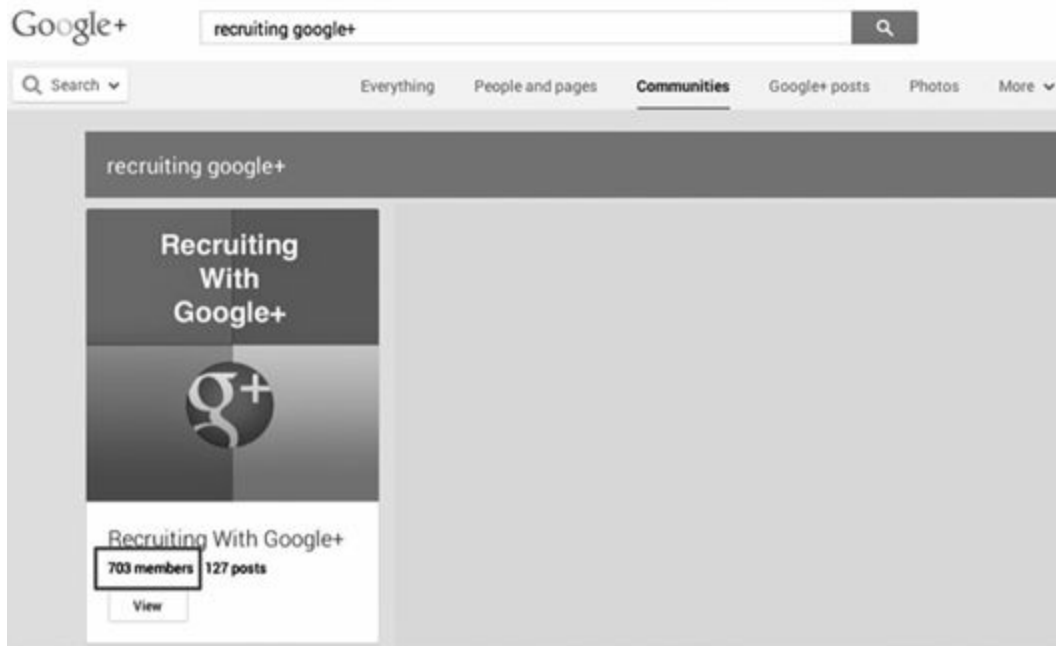 Google+
recruiting google+
Search
Everything People and pages Communities Google+ posts Photos More
recruiting google+
Recruiting
With
Google+
g+
Recruiting With Google+
703 members 127 posts
View